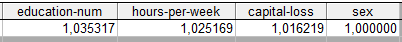 education-num hours-per-week capital-loss sex
1,035317 1,025169 1,016219 1,000000